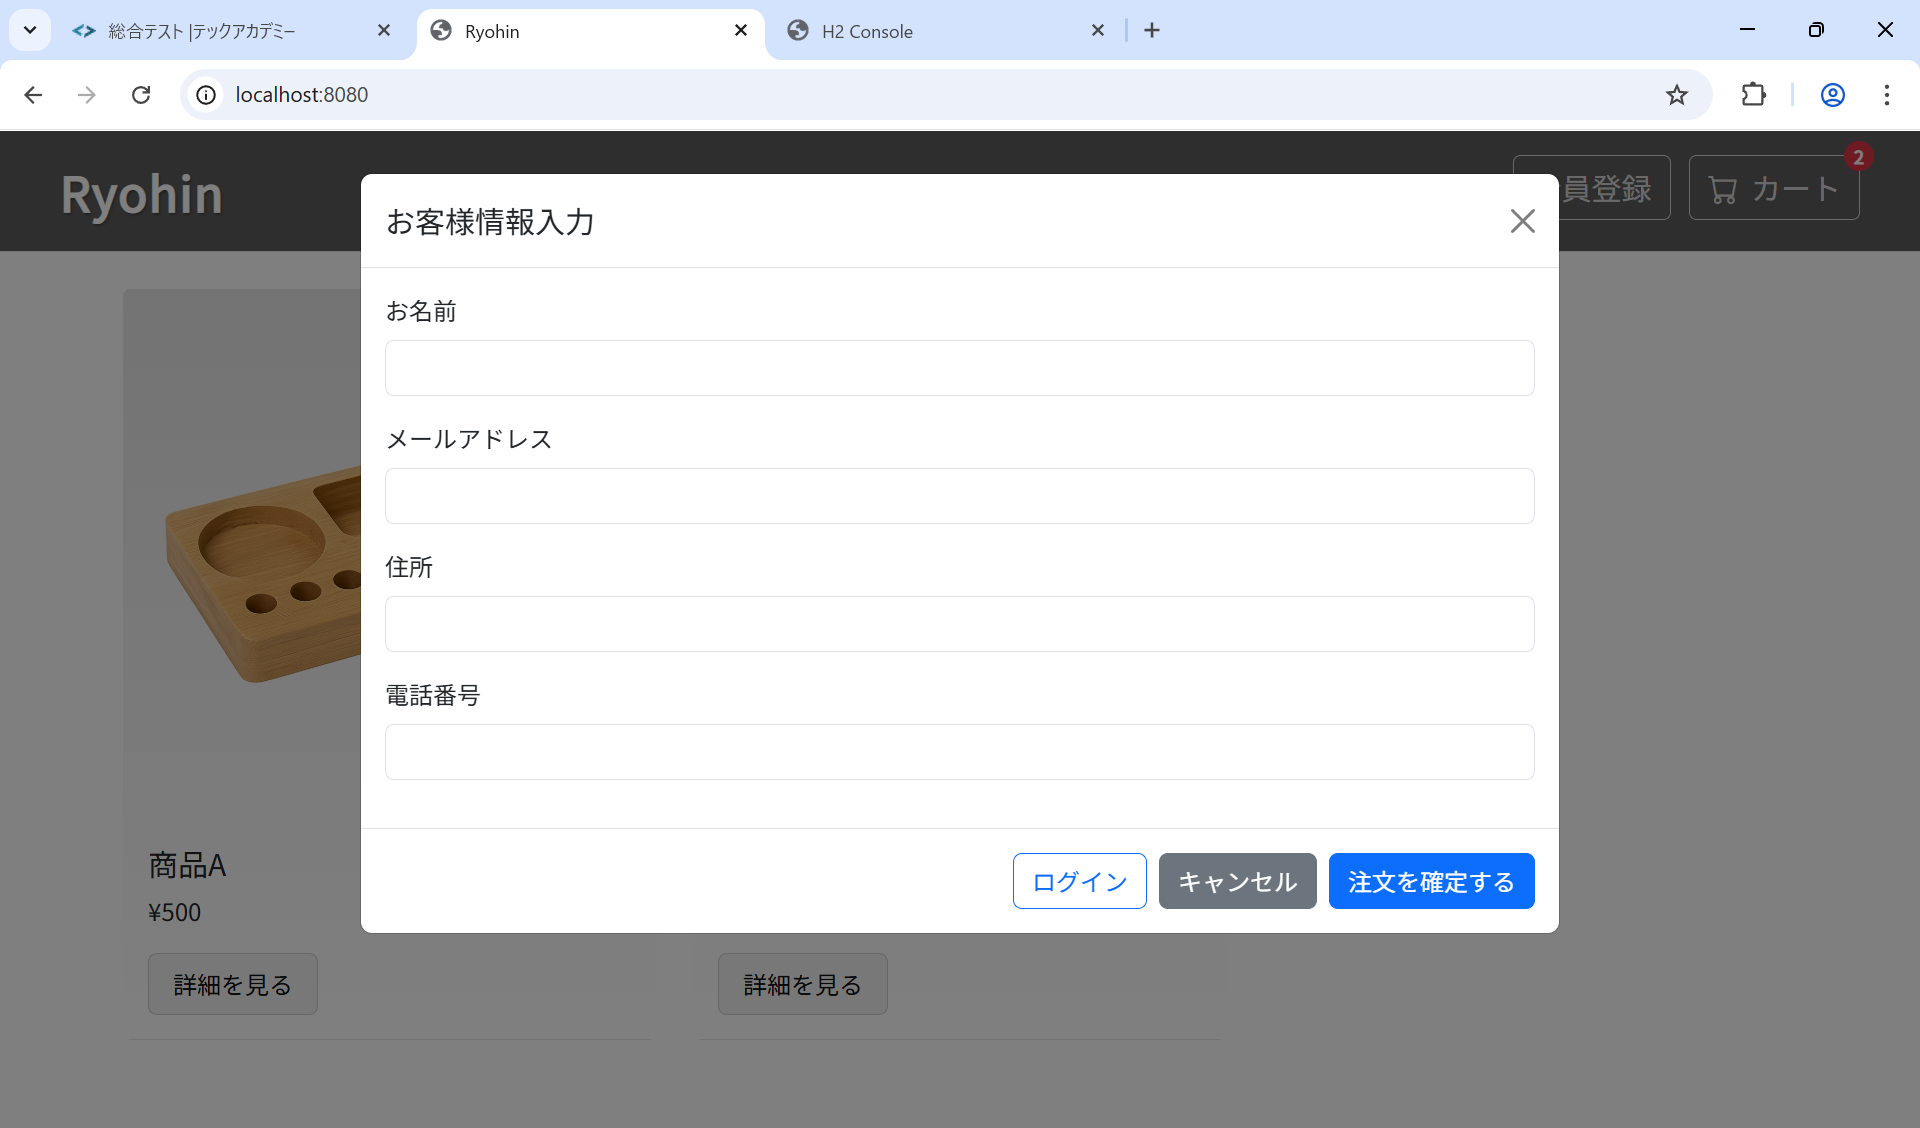 総合テスト |テックアカデミー
Ryohin
H2 Console
localhost:8080
Ryohin
員登録
カート
2
お客様情報入力
お名前
メールアドレス
住所
電話番号
ログイン
キャンセル
注文を確定する
商品A
¥500
詳細を見る
詳細を見る